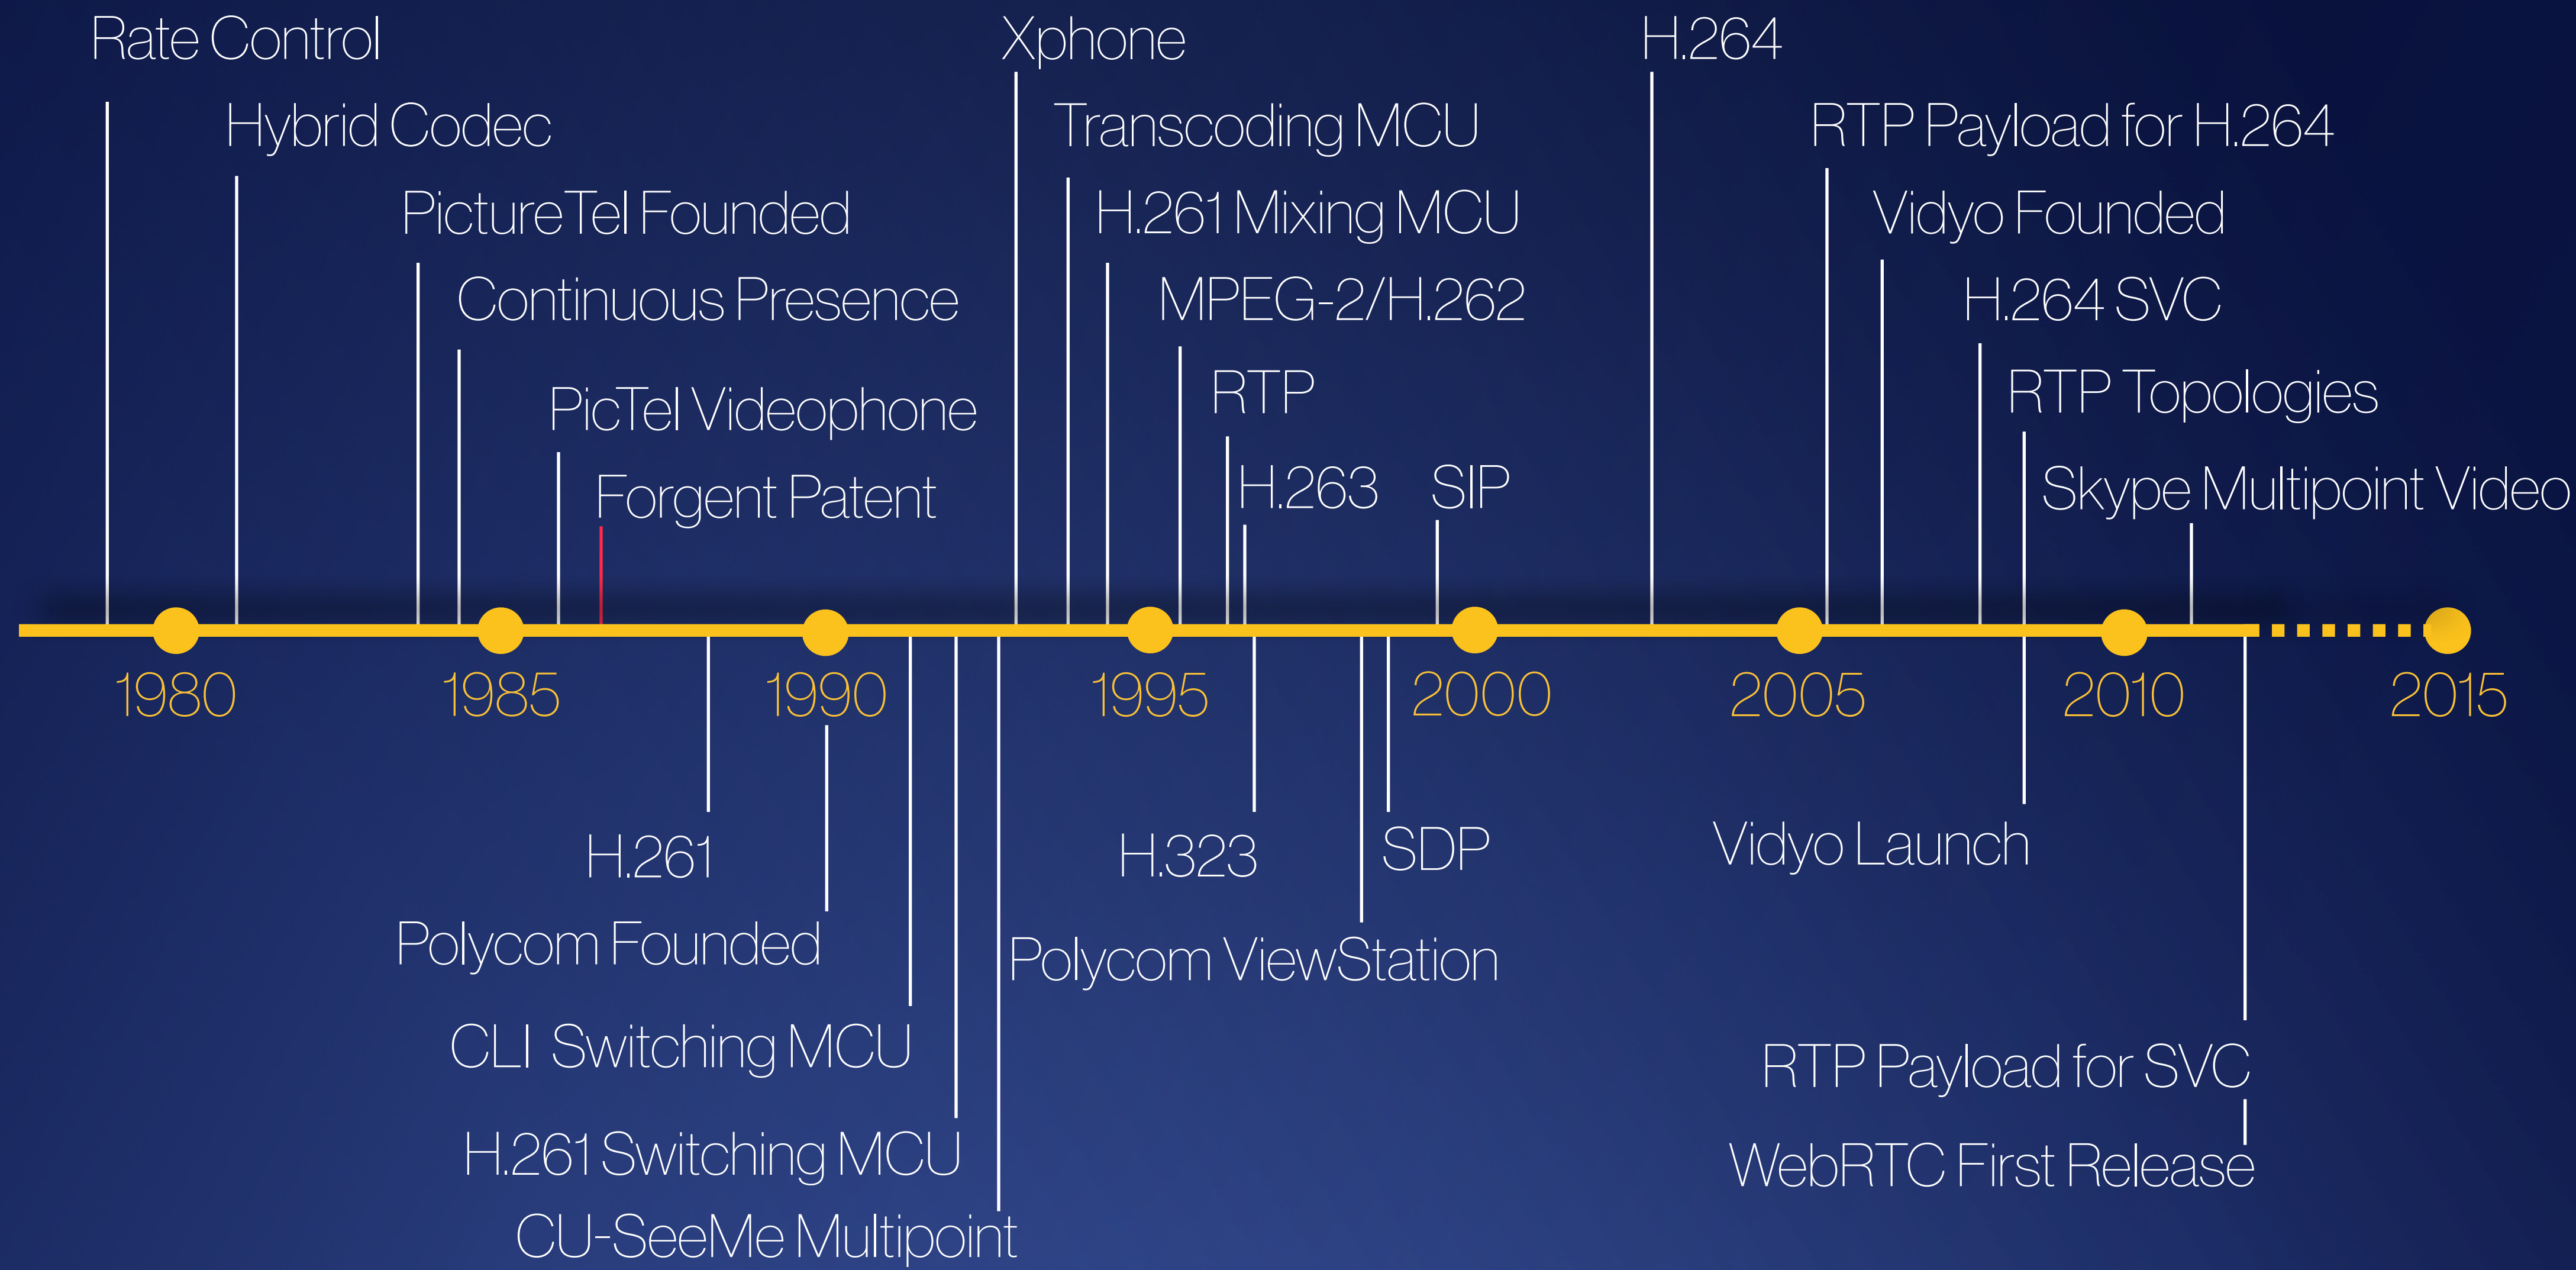 Rate Control
Xphone
H.264
Hybrid Codec
Transcoding MCU
RTP Payload for H.264
PictureTel Founded
H.261 Mixing MCU
Vidyo Founded
Continuous Presence
MPEG-2/H.262
H.264 SVC
PicTel Videophone
RTP
RTP Topologies
Forgent Patent
H.263
SIP
Skype Multipoint Video
1980
1985
1990
1995
2000
2005
2010
2015
H.261
H.323
SDP
Vidyo Launch
Polycom Founded
Polycom ViewStation
CLI Switching MCU
RTP Payload for SVC
H.261 Switching MCU
WebRTC First Release
CU-SeeMe Multipoint